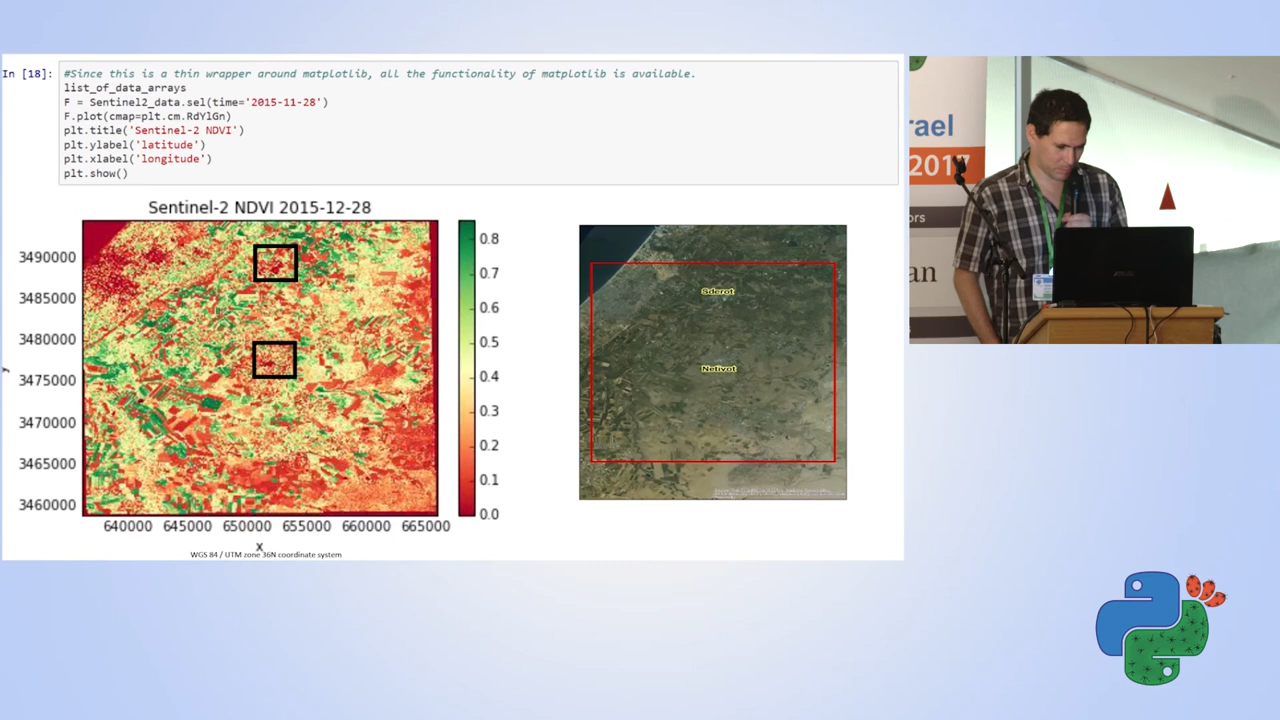 In [18]:
#Since this is a thin wrapper around matplotlib, all the functionality of matplotlib is available.
list_of_data_arrays
F = Sentinel2_data.sel(time='2015-11-28')
F.plot(cmap=plt.cm.RdYlGn)
plt.title('Sentinel-2 NDVI')
plt.ylabel('latitude')
plt.xlabel('longitude')
plt.show()
Sentinel-2 NDVI 2015-12-28
3490000
3485000
3480000
3475000
3470000
3465000
3460000
y
640000 645000 650000 655000 660000 665000
x
WGS 84 / UTM zone 36N coordinate system
0.8
0.7
0.6
0.5
0.4
0.3
0.2
0.1
0.0
Sderot
Netivot
rael
2017
ors
an
ASUS